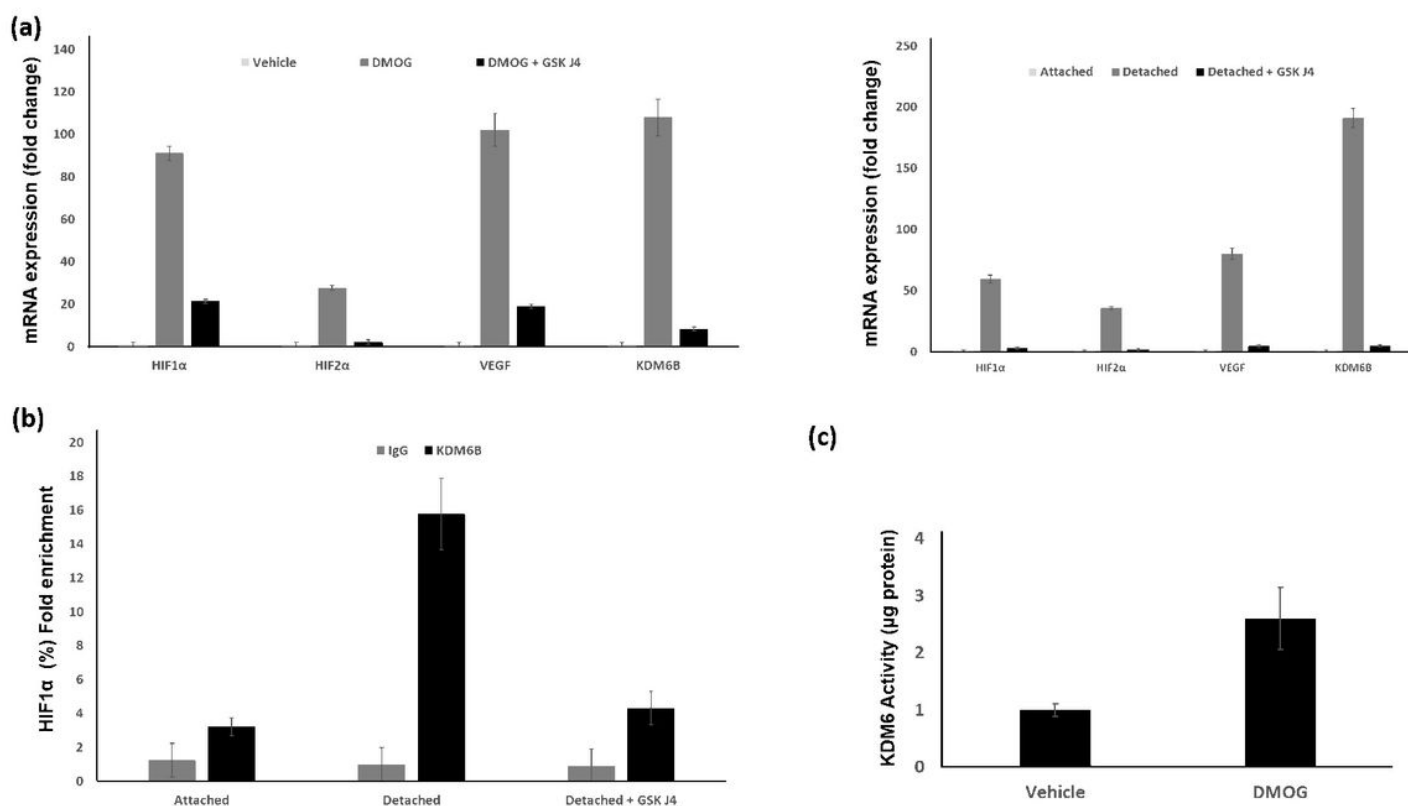 (a)
mRNA expression (fold change)
140
120
100
80
60
40
20
0
Vehicle DMOG DMOG + GSK J4
HIF1α HIF2α VEGF KDM6B
mRNA expression (fold change)
250
200
150
100
50
0
Attached Detached Detached + GSK J4
HIF1α HIF2α VEGF KDM6B
(b)
HIF1α (%) Fold enrichment
20
18
16
14
12
10
8
6
4
2
0
IgG KDM6B
Attached Detached Detached + GSK J4
(c)
KDM6 Activity (µg protein)
4
3
2
1
0
Vehicle DMOG